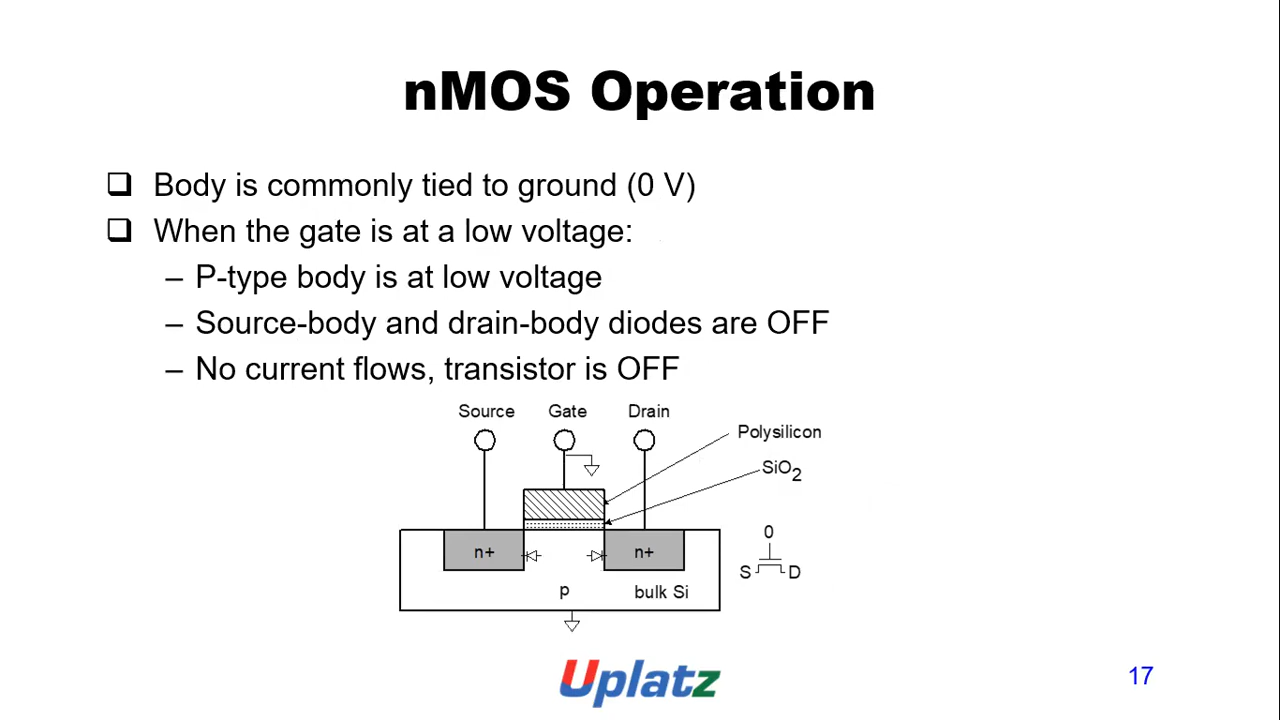 nMOS Operation
❑ Body is commonly tied to ground (0 V)
❑ When the gate is at a low voltage:
– P-type body is at low voltage
– Source-body and drain-body diodes are OFF
– No current flows, transistor is OFF
Source Gate Drain
Polysilicon
SiO2
n+ n+
p bulk Si
0
S D
Uplatz
17